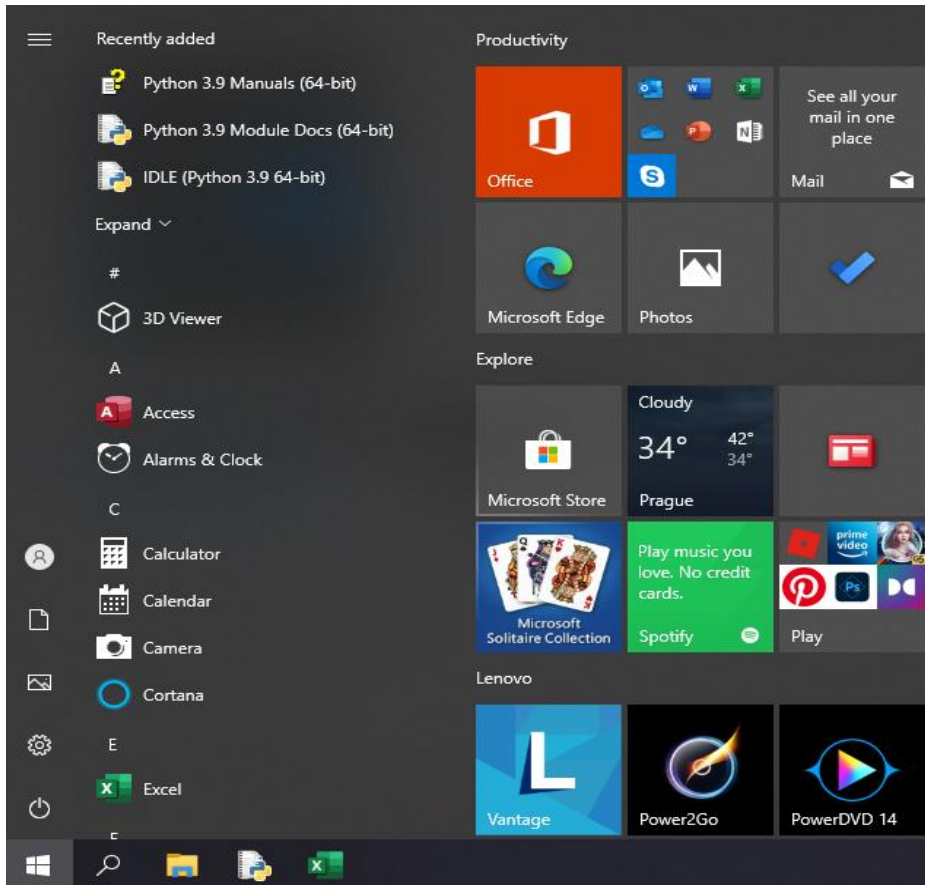 Recently added
Python 3.9 Manuals (64-bit)
Python 3.9 Module Docs (64-bit)
IDLE (Python 3.9 64-bit)
Expand
#
3D Viewer
A
Access
Alarms & Clock
C
Calculator
Calendar
Camera
Cortana
E
Excel
Productivity
Office
See all your
mail in one
place
Mail
Microsoft Edge
Photos
Explore
Microsoft Store
Cloudy
34° 42°
34°
Prague
Microsoft
Solitaire Collection
Play music you
love. No credit
cards.
Spotify
prime
video
Ps
Play
Lenovo
L
Vantage
Power2Go
PowerDVD 14